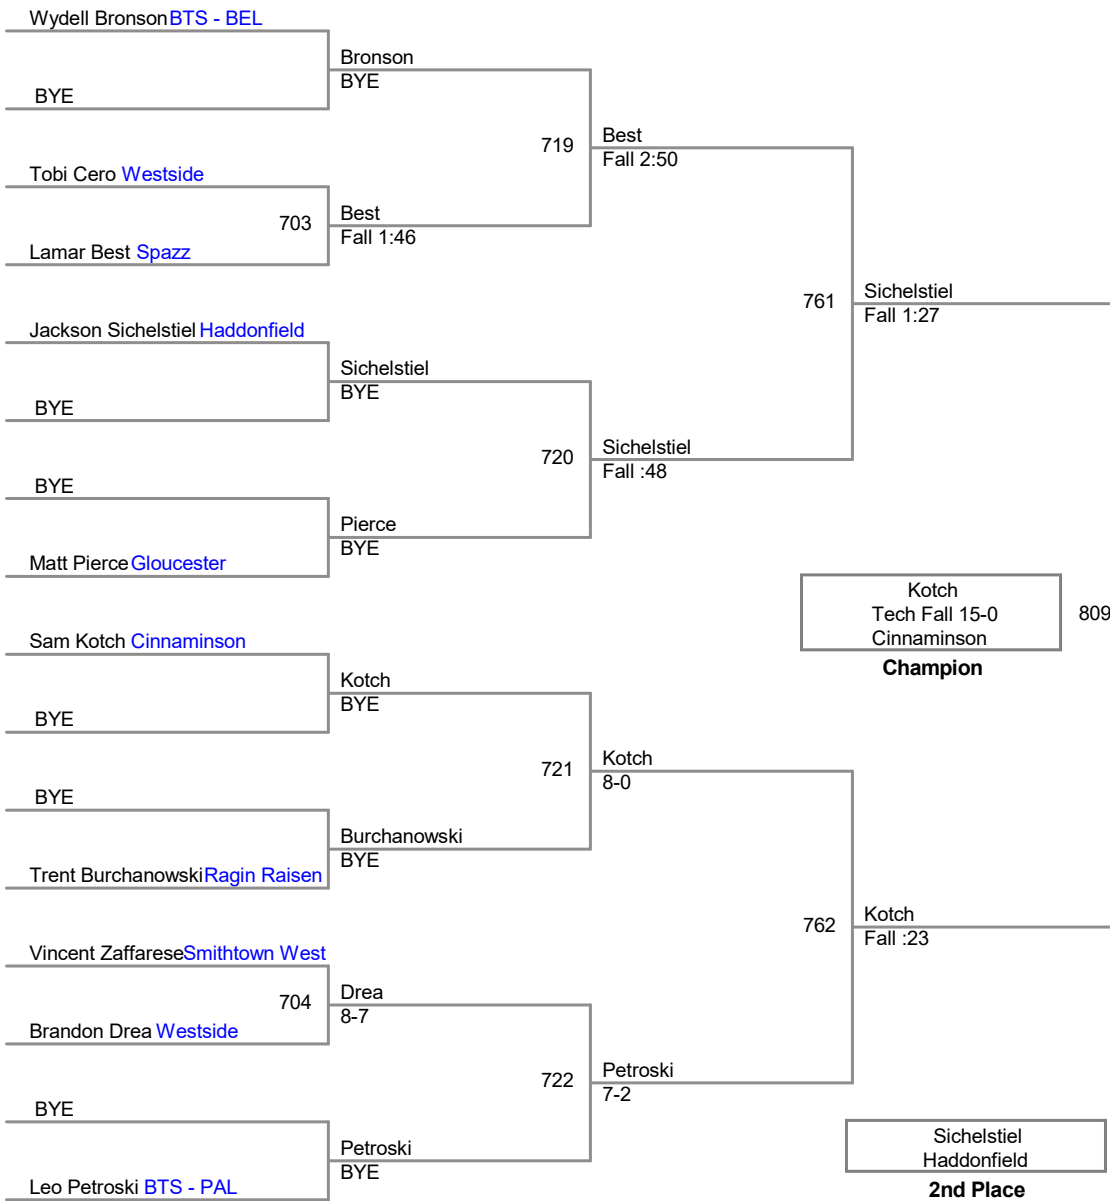 Wydell Bronson BTS - BEL
Bronson
BYE
BYE
719
Best
Fall 2:50
Tobi Cero Westside
703
Best
Fall 1:46
Lamar Best Spazz
761
Sichelstiel
Fall 1:27
Jackson Sichelstiel Haddonfield
Sichelstiel
BYE
BYE
720
Sichelstiel
Fall :48
BYE
Pierce
BYE
Matt Pierce Gloucester
Kotch
Tech Fall 15-0
Cinnaminson
809
Champion
Sam Kotch Cinnaminson
Kotch
BYE
BYE
721
Kotch
8-0
BYE
Burchanowski
BYE
Trent Burchanowski Ragin Raisen
762
Kotch
Fall :23
Vincent Zaffarese Smithtown West
704
Drea
8-7
Brandon Drea Westside
722
Petroski
7-2
BYE
Petroski
BYE
Leo Petroski BTS - PAL
Sichelstiel
Haddonfield
2nd Place